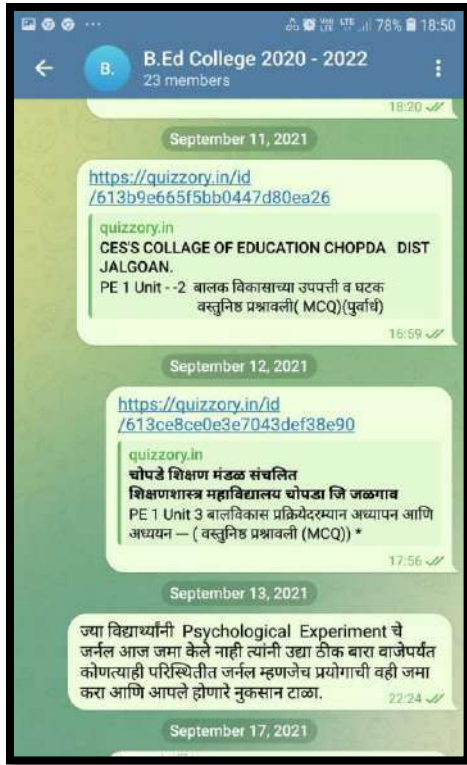 78% 18:50
B.
B.Ed College 2020 - 2022
23 members
18:20
September 11, 2021
https://quizzory.in/id
/613b9e665f5bb0447d80ea26
quizzory.in
CES'S COLLAGE OF EDUCATION CHOPDA DIST
JALGOAN.
PE 1 Unit - -2 बालक विकासाच्या उपपत्ती व घटक
वस्तुनिष्ठ प्रश्नावली( MCQ)(पुर्वार्ध)
16:59
September 12, 2021
https://quizzory.in/id
/613ce8ce0e3e7043def38e90
quizzory.in
चोपडे शिक्षण मंडळ संचलित
शिक्षणशास्त्र महाविद्यालय चोपडा जि जळगाव
PE 1 Unit 3 बालविकास प्रक्रियेदरम्यान अध्यापन आणि
अध्ययन — ( वस्तुनिष्ठ प्रश्नावली (MCQ)) *
17:56
September 13, 2021
ज्या विद्यार्थ्यांनी Psychological Experiment चे
जर्नल आज जमा केले नाही त्यांनी उद्या ठीक बारा वाजेपर्यंत
कोणत्याही परिस्थितीत जर्नल म्हणजेच प्रयोगाची वही जमा
करा आणि आपले होणारे नुकसान टाळा.
22:24
September 17, 2021